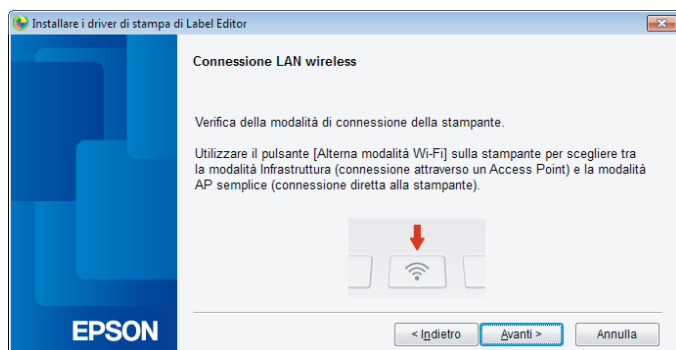 Installare i driver di stampa di Label Editor
Connessione LAN wireless
Verifica della modalità di connessione della stampante.
Utilizzare il pulsante [Alterna modalità Wi-Fi] sulla stampante per scegliere tra
la modalità Infrastruttura (connessione attraverso un Access Point) e la modalità
AP semplice (connessione diretta alla stampante).
EPSON
< Indietro
Avanti >
Annulla